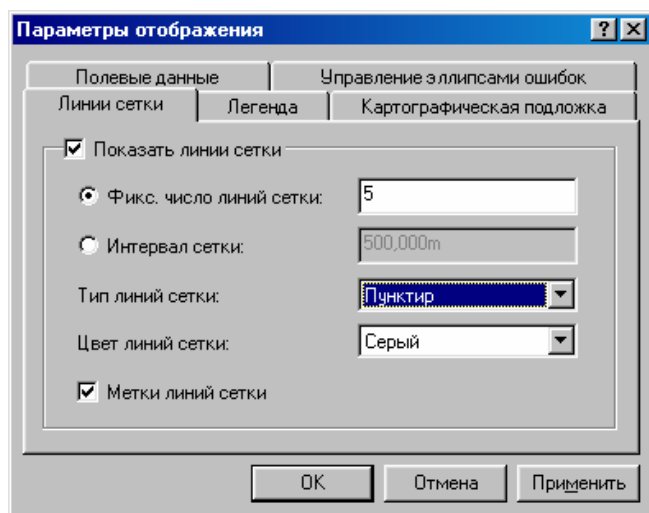 Параметры отображения
Полевые данные
Управление эллипсами ошибок
Линии сетки
Легенда
Картографическая подложка
Показать линии сетки
Фикс. число линий сетки:
5
Интервал сетки:
500,000m
Тип линий сетки:
Пунктир
Цвет линий сетки:
Серый
Метки линий сетки
OK
Отмена
Применить